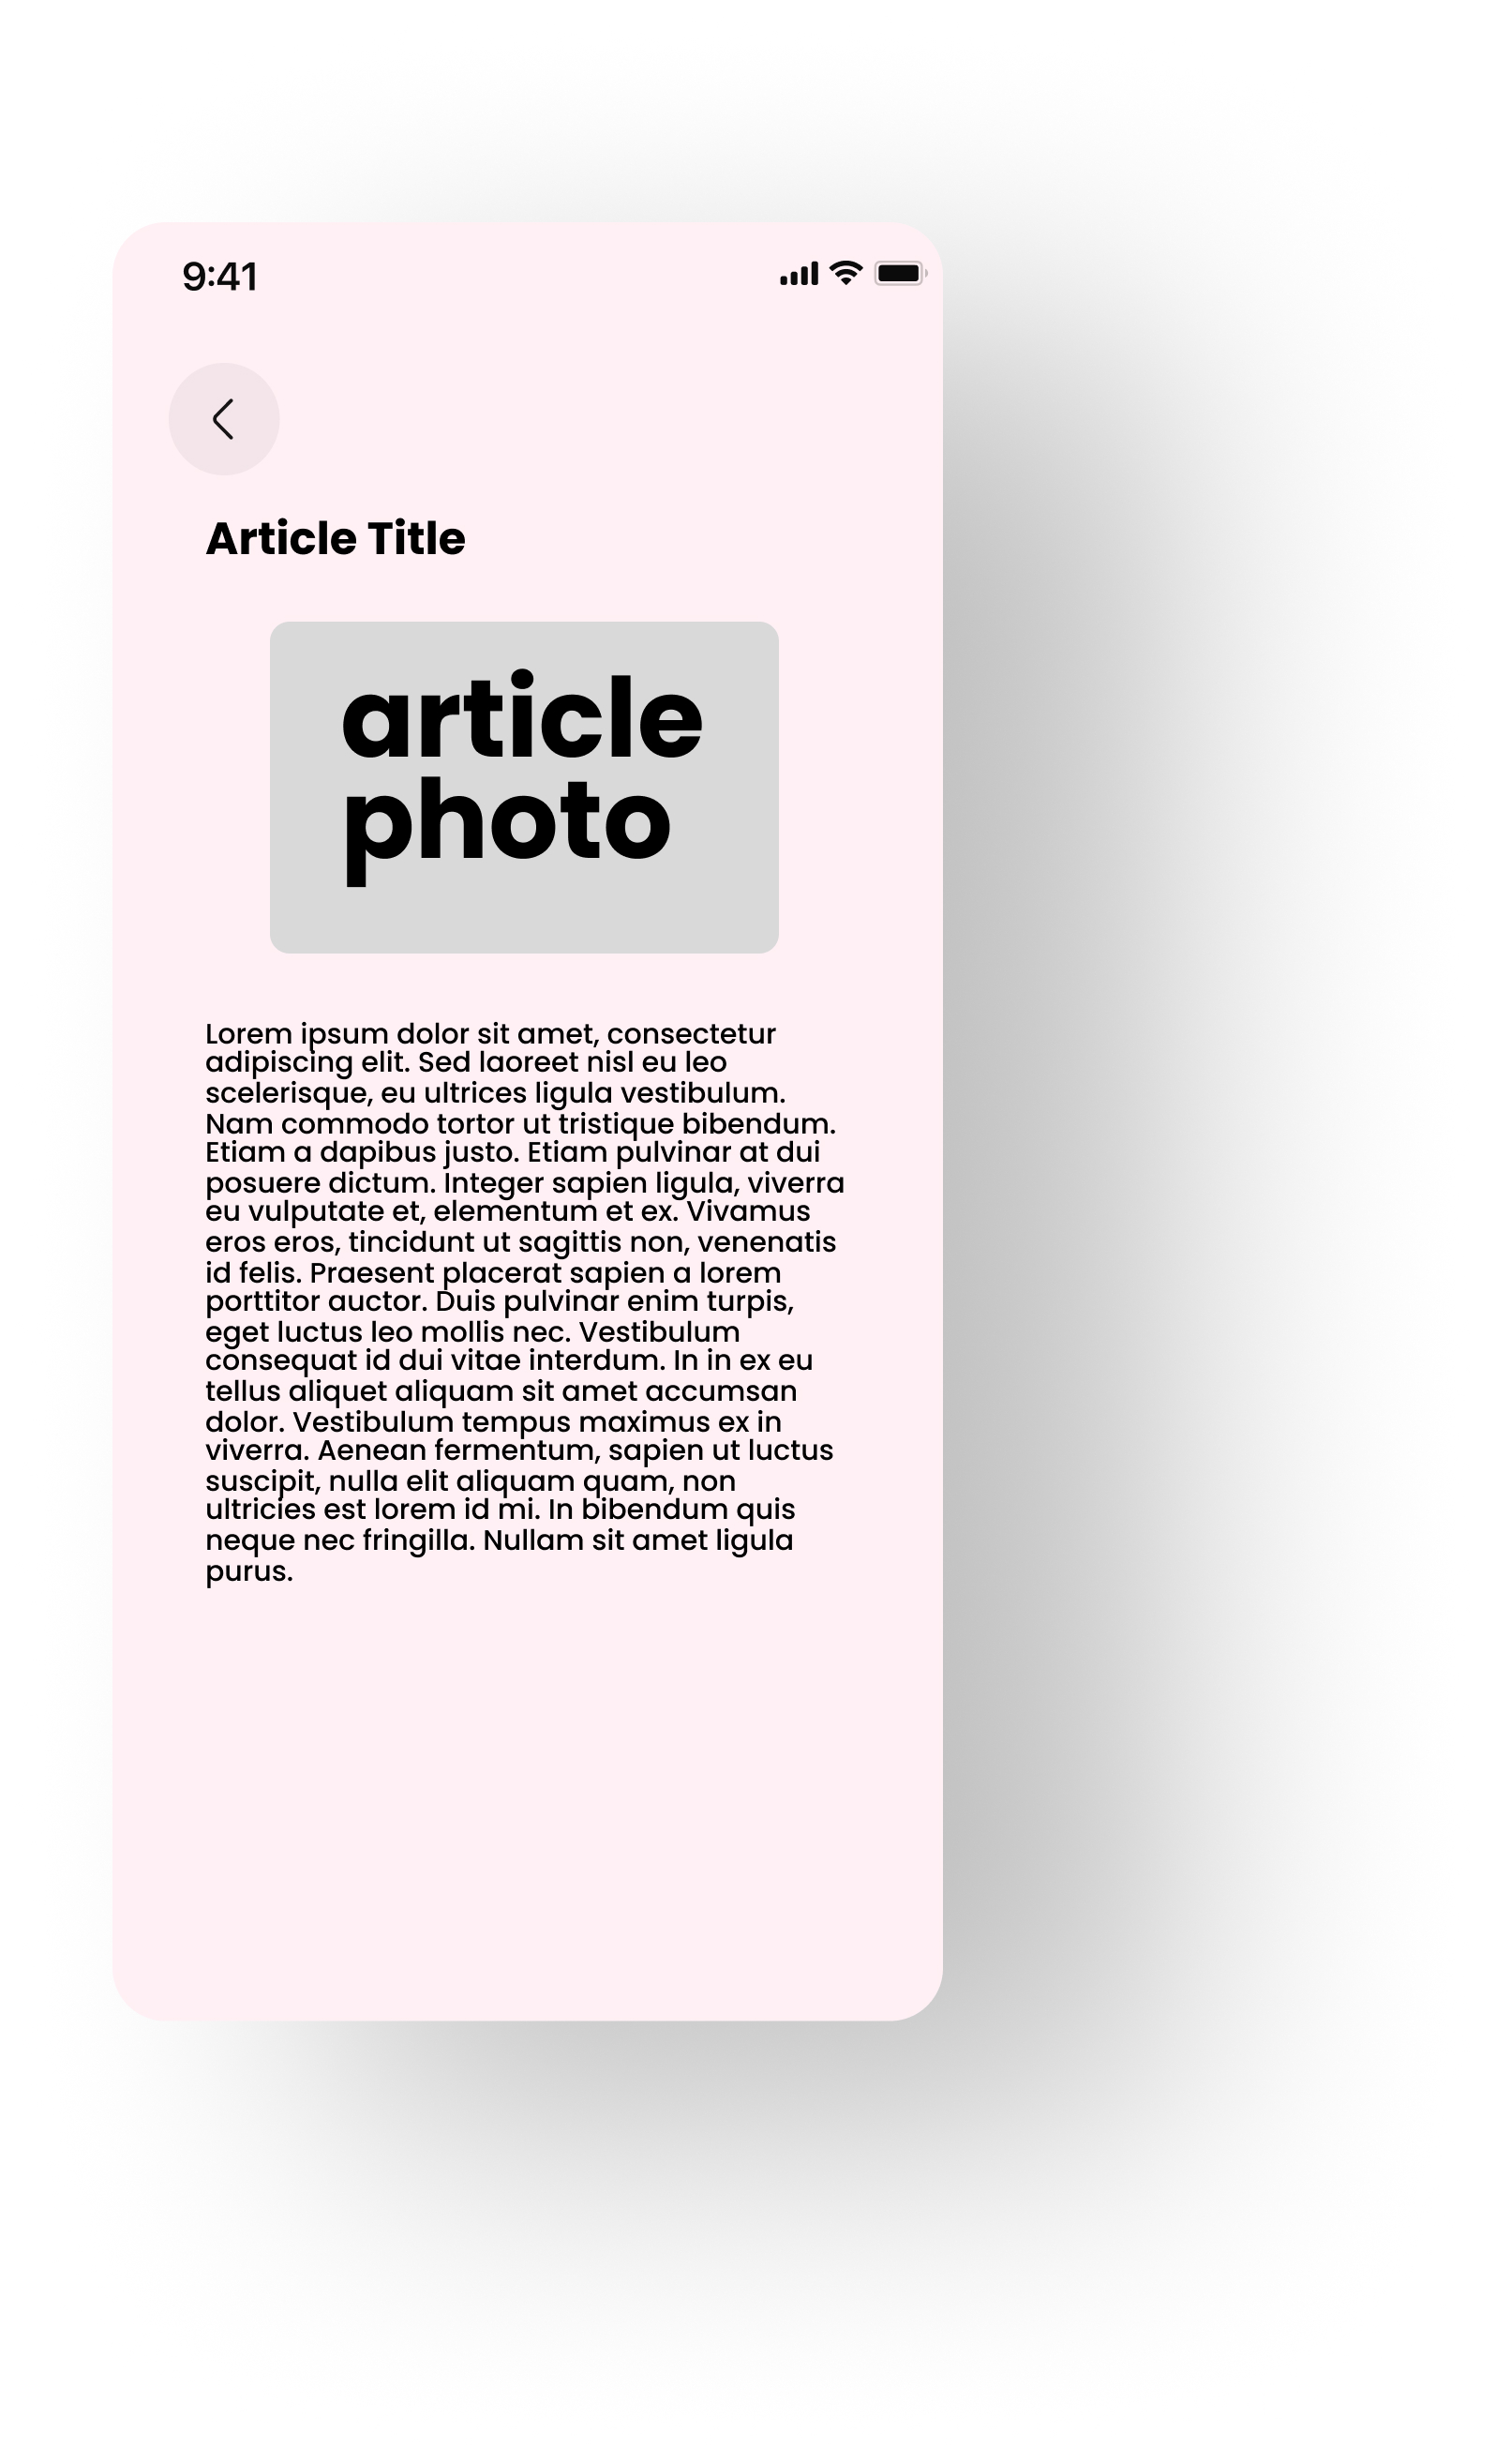 9:41
Article Title
article
photo
Lorem ipsum dolor sit amet, consectetur
adipiscing elit. Sed laoreet nisl eu leo
scelerisque, eu ultrices ligula vestibulum.
Nam commodo tortor ut tristique bibendum.
Etiam a dapibus justo. Etiam pulvinar at dui
posuere dictum. Integer sapien ligula, viverra
eu vulputate et, elementum et ex. Vivamus
eros eros, tincidunt ut sagittis non, venenatis
id felis. Praesent placerat sapien a lorem
porttitor auctor. Duis pulvinar enim turpis,
eget luctus leo mollis nec. Vestibulum
consequat id dui vitae interdum. In in ex eu
tellus aliquet aliquam sit amet accumsan
dolor. Vestibulum tempus maximus ex in
viverra. Aenean fermentum, sapien ut luctus
suscipit, nulla elit aliquam quam, non
ultricies est lorem id mi. In bibendum quis
neque nec fringilla. Nullam sit amet ligula
purus.